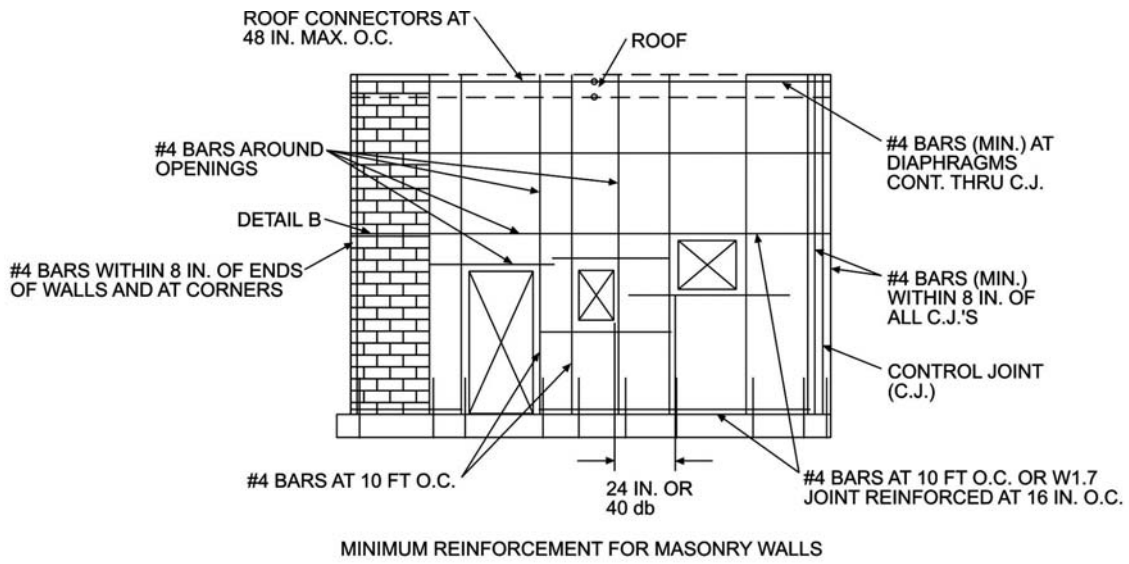 ROOF CONNECTORS AT
48 IN. MAX. O.C.
ROOF
#4 BARS AROUND
OPENINGS
#4 BARS (MIN.) AT
DIAPHRAGMS
CONT. THRU C.J.
DETAIL B
#4 BARS WITHIN 8 IN. OF ENDS
OF WALLS AND AT CORNERS
#4 BARS (MIN.)
WITHIN 8 IN. OF
ALL C.J.'S
CONTROL JOINT
(C.J.)
#4 BARS AT 10 FT O.C.
24 IN. OR
40 db
#4 BARS AT 10 FT O.C. OR W1.7
JOINT REINFORCED AT 16 IN. O.C.
MINIMUM REINFORCEMENT FOR MASONRY WALLS